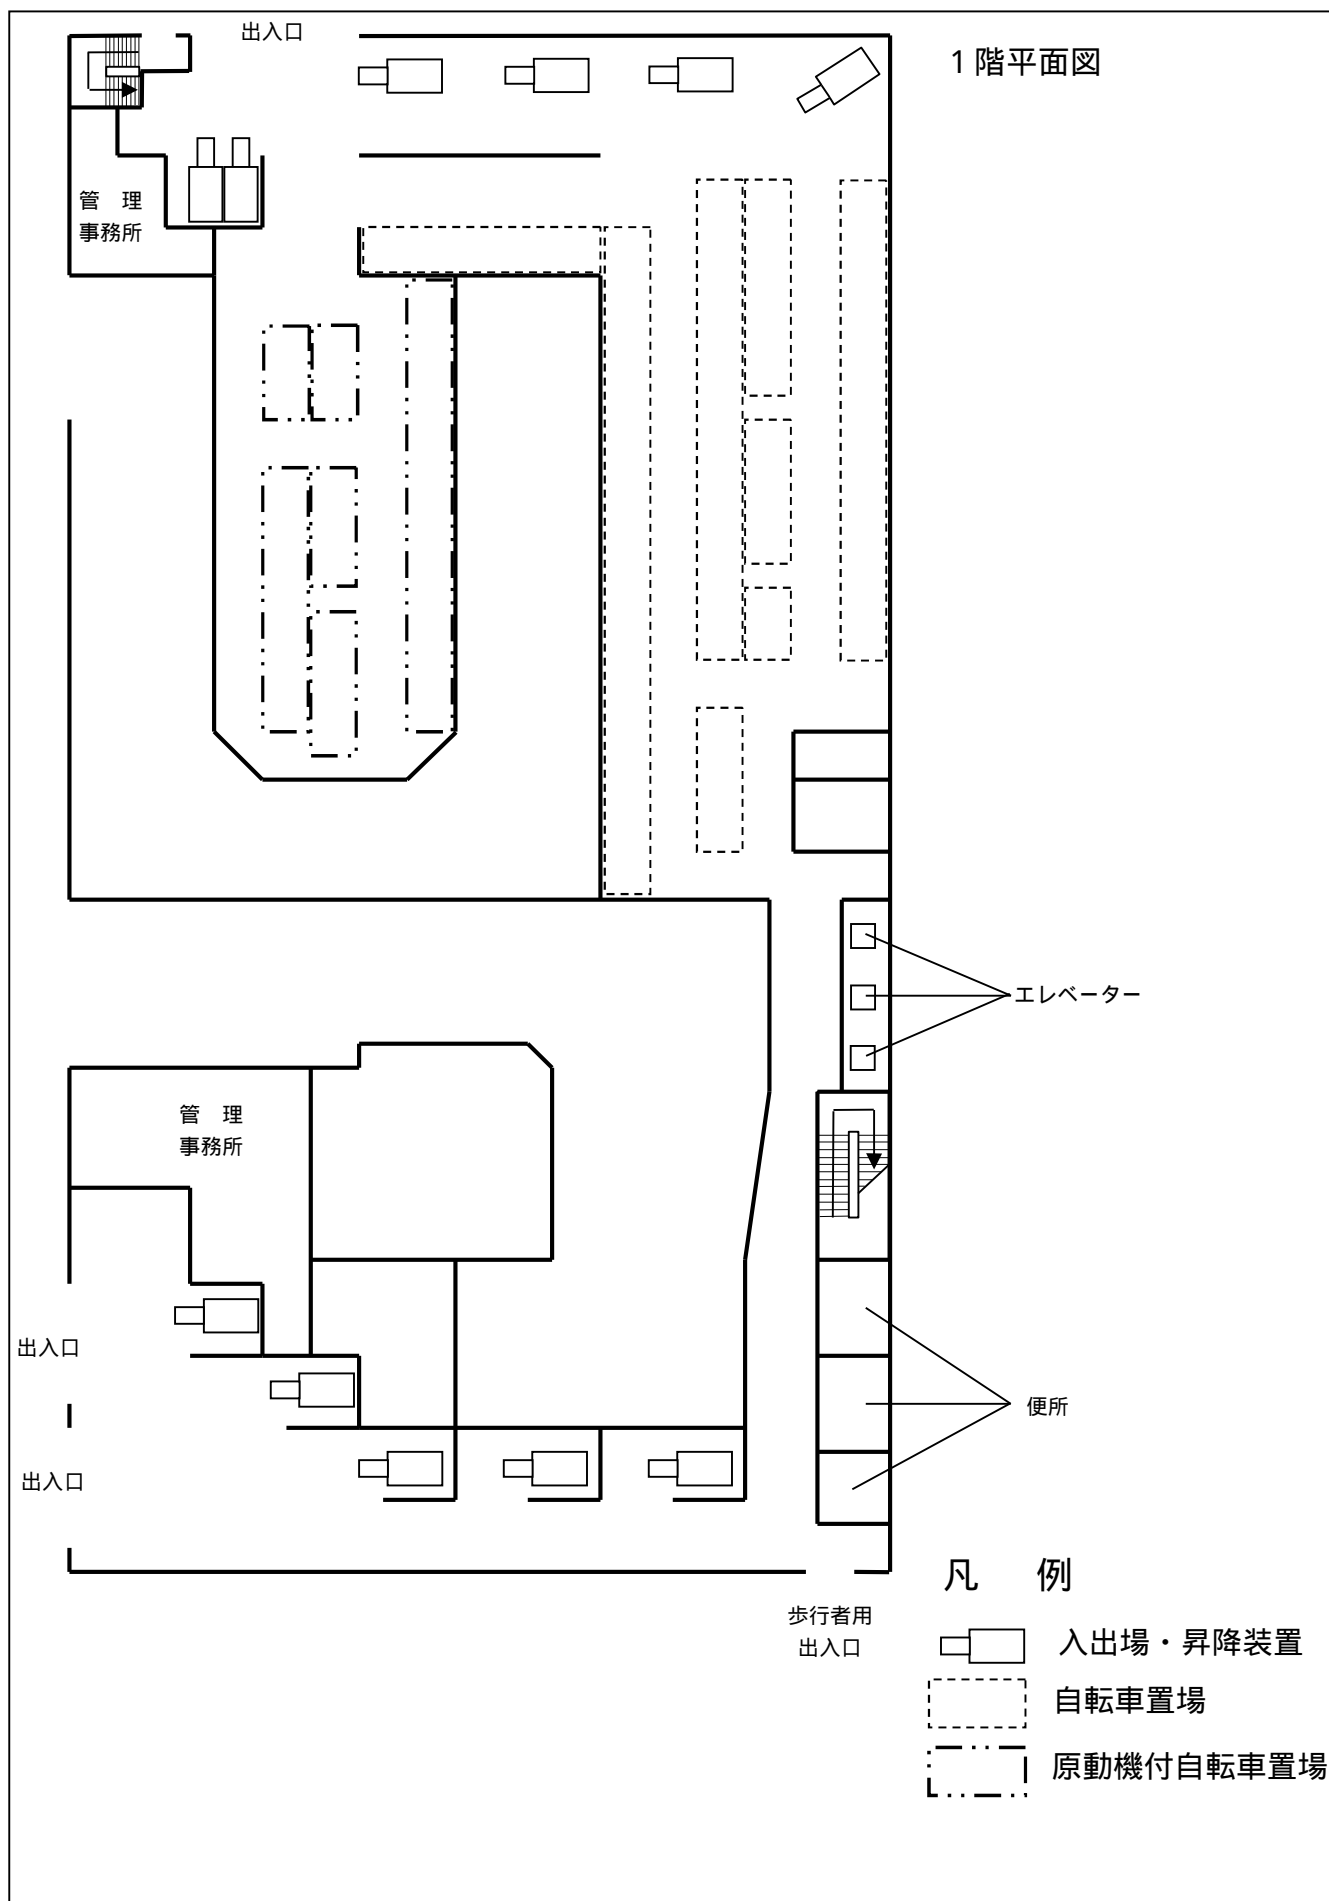 出入口
1階平面図
管　理
事務所
エレベーター
管　理
事務所
出入口
便所
出入口
凡　例
歩行者用
出入口
入出場・昇降装置
自転車置場
原動機付自転車置場